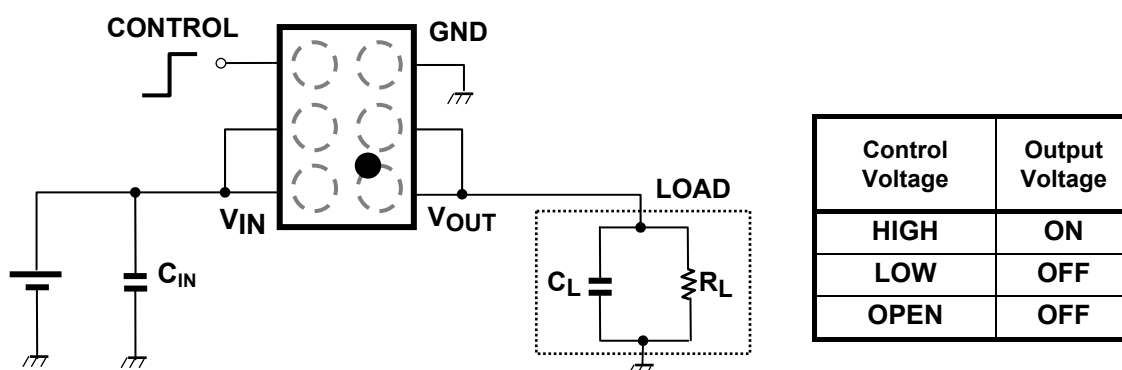 CONTROL
GND
VIN
VOUT
LOAD
CIN
CL
RL
Control Voltage
Output Voltage
HIGH
ON
LOW
OFF
OPEN
OFF